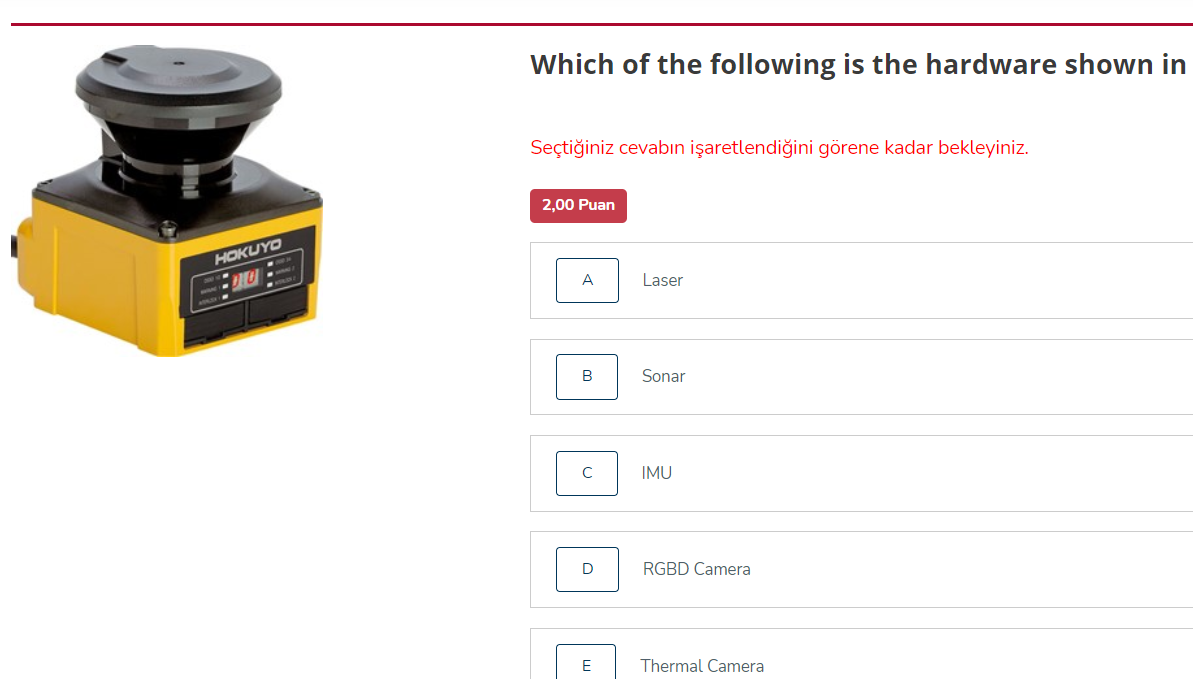 Which of the following is the hardware shown in
Seçtiğiniz cevabın işaretlendiğini görene kadar bekleyiniz.
2,00 Puan
HOKUYO
00
A Laser
B Sonar
C IMU
D RGBD Camera
E Thermal Camera